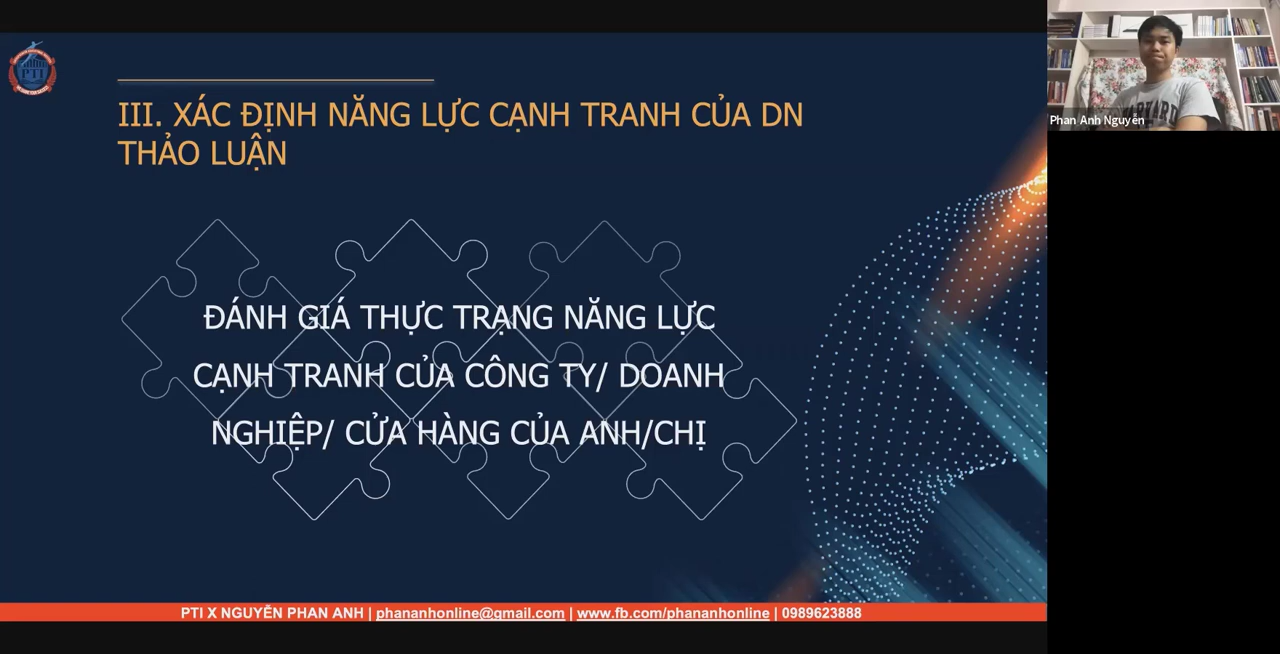 PTI
III. XÁC ĐỊNH NĂNG LỰC CẠNH TRANH CỦA DN
THẢO LUẬN
ĐÁNH GIÁ THỰC TRẠNG NĂNG LỰC
CẠNH TRANH CỦA CÔNG TY/ DOANH
NGHIỆP/ CỬA HÀNG CỦA ANH/CHỊ
PTI X NGUYỄN PHAN ANH | phananhonline@gmail.com | www.fb.com/phananhonline | 0989623888
Phan Anh Nguyễn